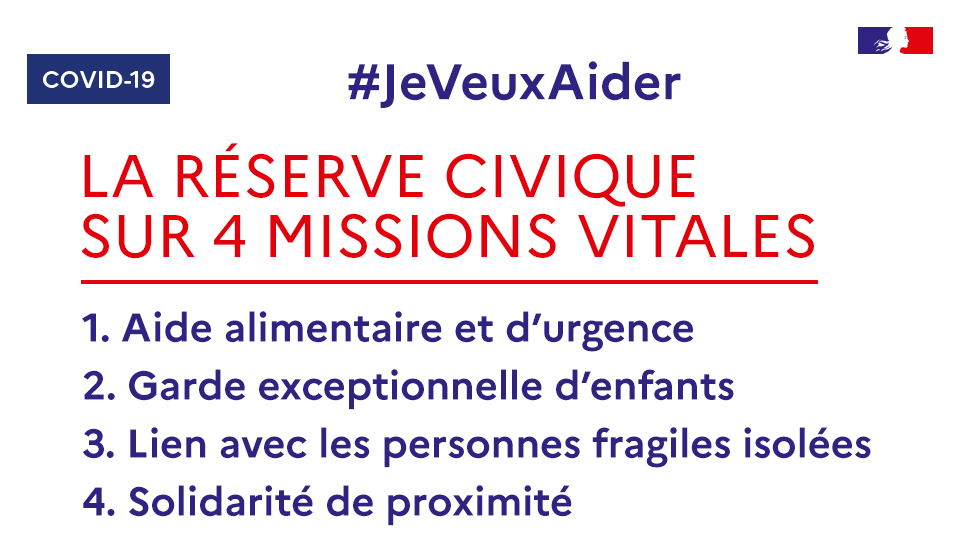 COVID-19
#JeVeuxAider
LA RÉSERVE CIVIQUE
SUR 4 MISSIONS VITALES
1. Aide alimentaire et d’urgence
2. Garde exceptionnelle d’enfants
3. Lien avec les personnes fragiles isolées
4. Solidarité de proximité